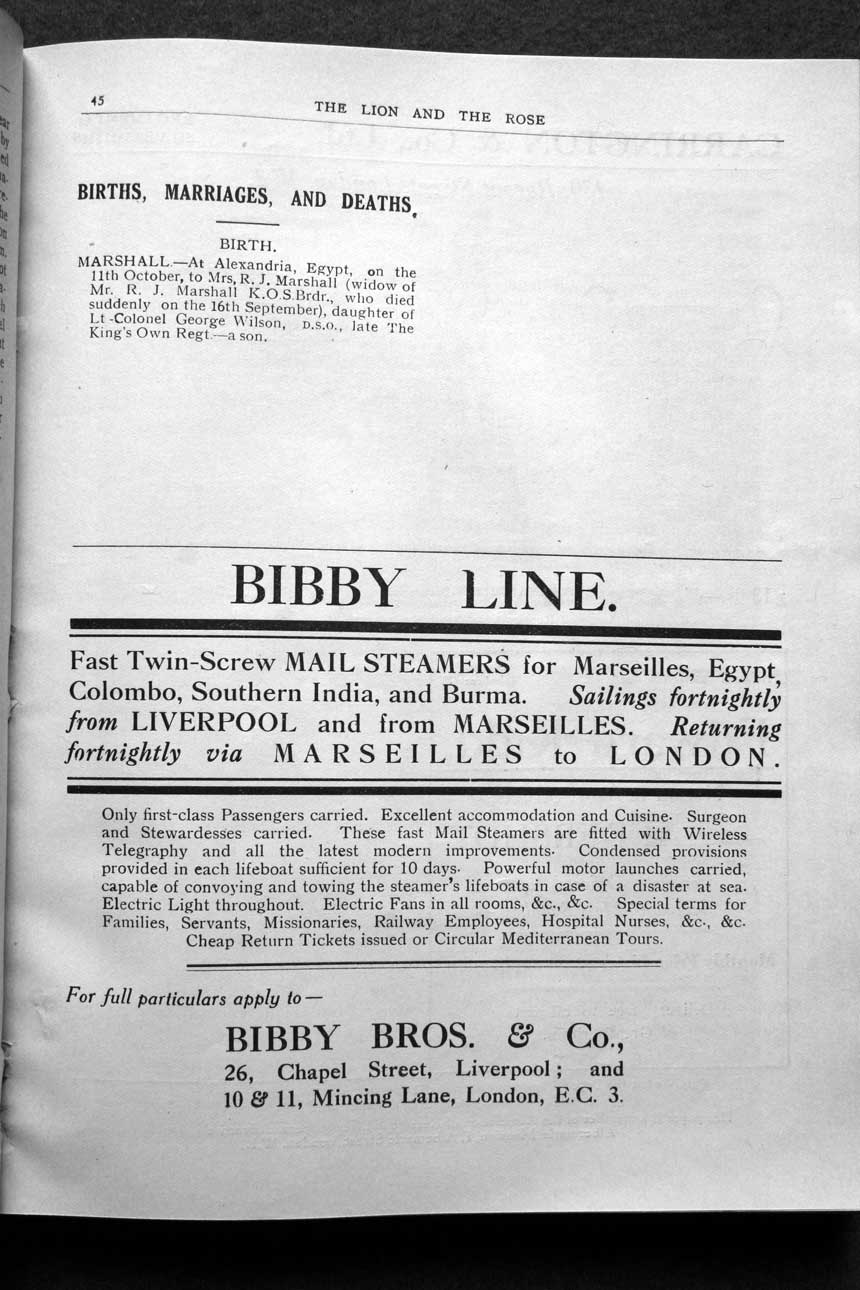 45
THE LION AND THE ROSE
BIRTHS, MARRIAGES, AND DEATHS.
BIRTH.
MARSHALL.—At Alexandria, Egypt, on the
11th October, to Mrs. R. J. Marshall (widow of
Mr. R. J. Marshall K.O.S.Brdr., who died
suddenly on the 16th September), daughter of
Lt-Colonel George Wilson, D.S.O., late The
King's Own Regt.—a son.
BIBBY LINE.
Fast Twin-Screw MAIL STEAMERS for Marseilles, Egypt,
Colombo, Southern India, and Burma. Sailings fortnightly
from LIVERPOOL and from MARSEILLES. Returning
fortnightly via MARSEILLES to LONDON.
Only first-class Passengers carried. Excellent accommodation and Cuisine. Surgeon
and Stewardesses carried. These fast Mail Steamers are fitted with Wireless
Telegraphy and all the latest modern improvements. Condensed provisions
provided in each lifeboat sufficient for 10 days. Powerful motor launches carried,
capable of convoying and towing the steamer's lifeboats in case of a disaster at sea.
Electric Light throughout. Electric Fans in all rooms, &c., &c. Special terms for
Families, Servants, Missionaries, Railway Employees, Hospital Nurses, &c., &c.
Cheap Return Tickets issued or Circular Mediterranean Tours.
For full particulars apply to—
BIBBY BROS. & Co.,
26, Chapel Street, Liverpool; and
10 & 11, Mincing Lane, London, E.C. 3.